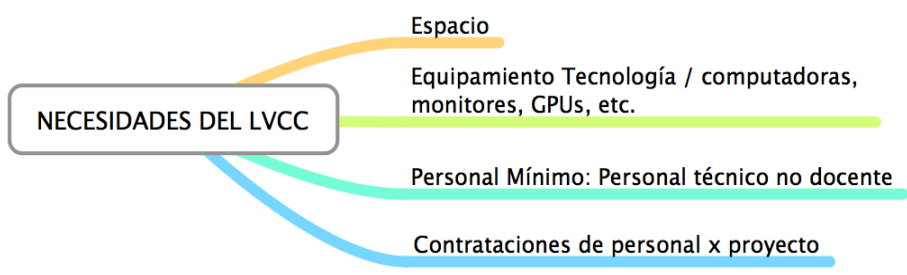 NECESIDADES DEL LVCC
Espacio
Equipamiento Tecnología / computadoras,
monitores, GPUs, etc.
Personal Mínimo: Personal técnico no docente
Contrataciones de personal x proyecto